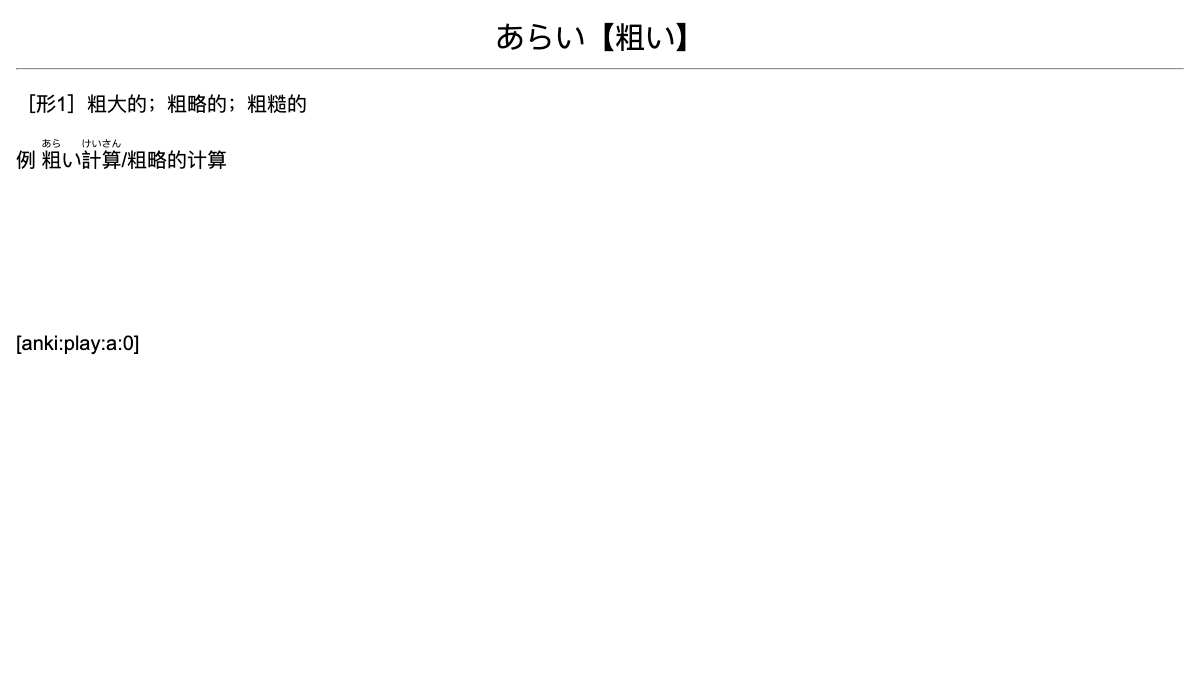 あらい【粗い】
［形1］粗大的；粗略的；粗糙的
あら けいさん
例 粗い計算/粗略的计算
[anki:play:a:0]